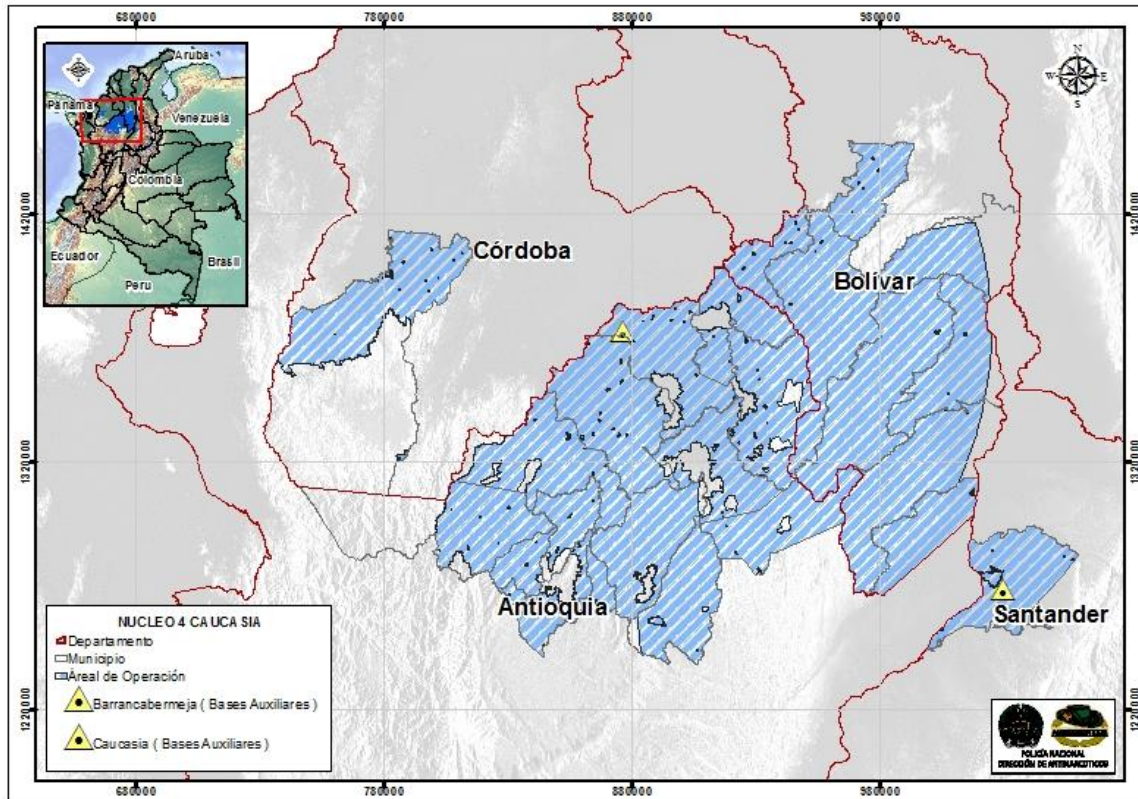 680000 780000 880000 980000
Aruba
Panamá
Venezuela
Colombia
Ecuador
Brasil
Peru
N
W E
S
1420000 1420000
Córdoba
Bolívar
1320000 1320000
Antioquia
Santander
1220000 1220000
NUCLEO 4 CAUCASIA
Departamento
Municipio
Áreal de Operación
Barrancabermeja ( Bases Auxiliares )
Caucasia ( Bases Auxiliares )
POLICÍA NACIONAL
DIRECCIÓN DE ANTINARCÓTICOS
680000 780000 880000 980000